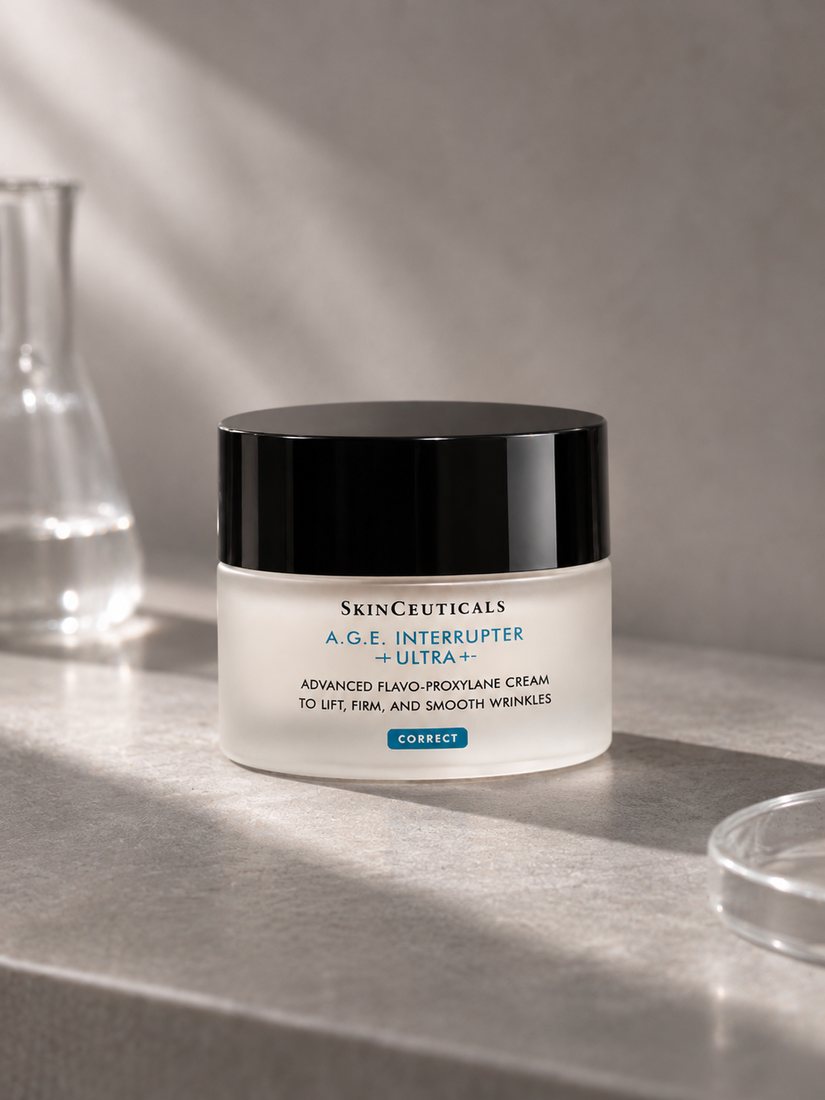 SKINCEUTICALS
A.G.E. INTERRUPTER
+ULTRA+-
ADVANCED FLAVO-PROXYLANE CREAM
TO LIFT, FIRM, AND SMOOTH WRINKLES
CORRECT